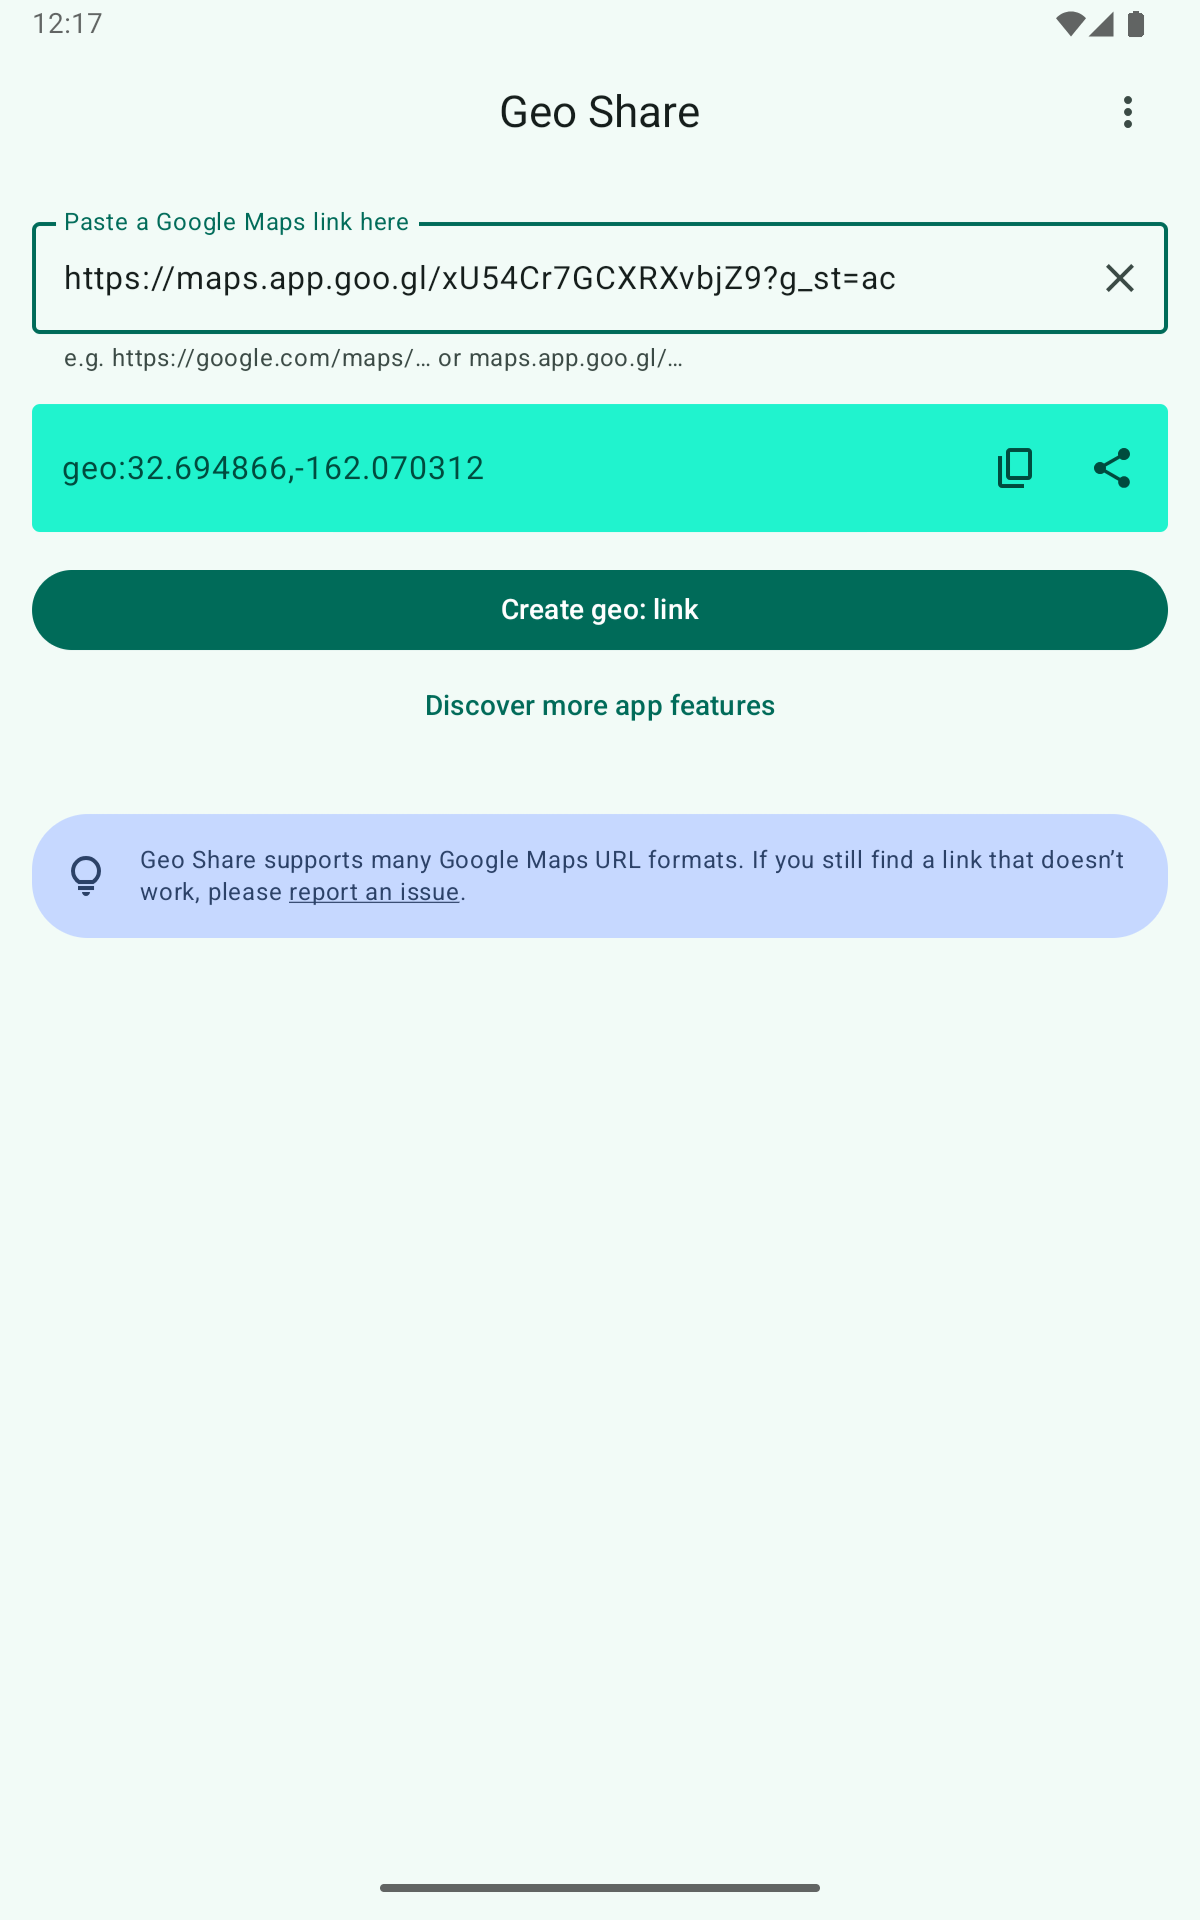 12:17
Geo Share
Paste a Google Maps link here
https://maps.app.goo.gl/xU54Cr7GCXRXvbjZ9?g_st=ac
e.g. https://google.com/maps/… or maps.app.goo.gl/…
geo:32.694866,-162.070312
Create geo: link
Discover more app features
Geo Share supports many Google Maps URL formats. If you still find a link that doesn’t
work, please report an issue.